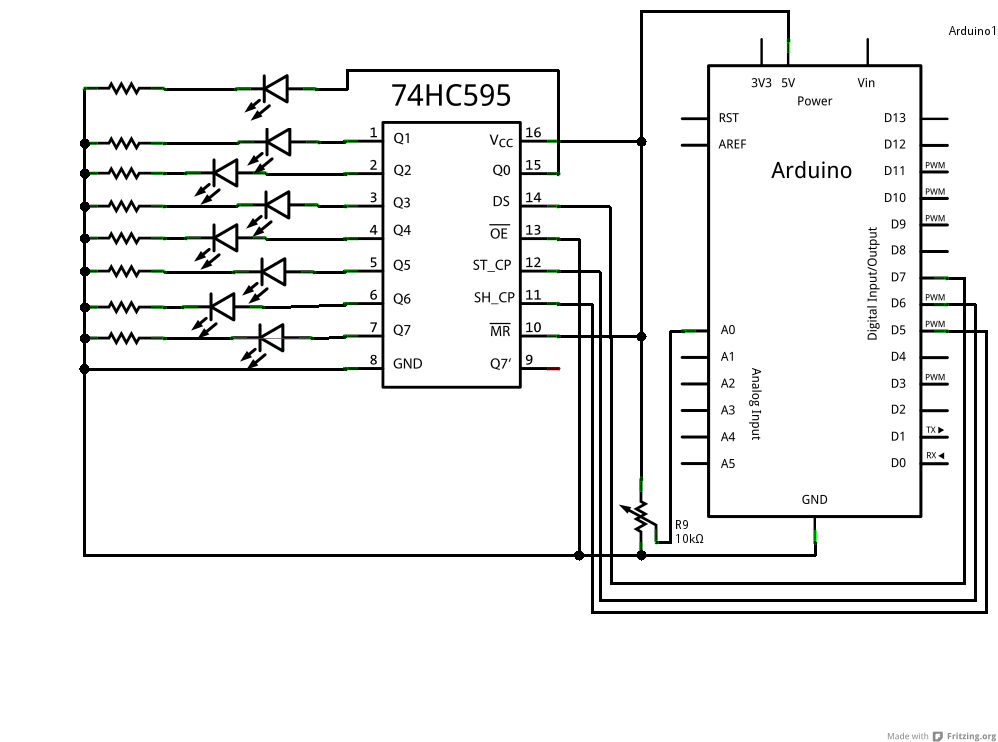 Arduino1
74HC595
1 Q1
2 Q2
3 Q3
4 Q4
5 Q5
6 Q6
7 Q7
8 GND
VCC 16
Q0 15
DS 14
OE 13
ST_CP 12
SH_CP 11
MR 10
Q7‘ 9
3V3 5V Vin
Power
Arduino
RST
AREF
A0
A1
A2
A3
A4
A5
Analog Input
Digital Input/Output
D13
D12
D11 PWM
D10 PWM
D9 PWM
D8
D7
D6 PWM
D5 PWM
D4
D3 PWM
D2
D1 TX
D0 RX
GND
R9
10kΩ
Made with Fritzing.org